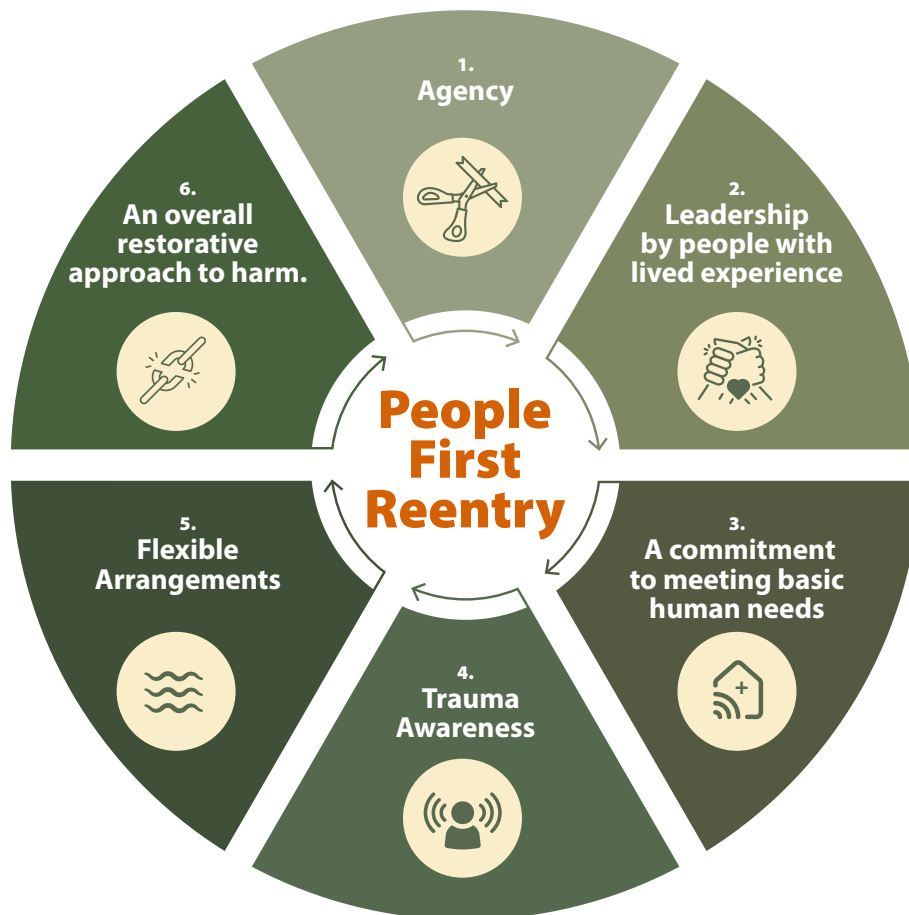 1.
Agency
2.
Leadership
by people with
lived experience
3.
A commitment
to meeting basic
human needs
4.
Trauma
Awareness
5.
Flexible
Arrangements
6.
An overall
restorative
approach to harm.
People
First
Reentry